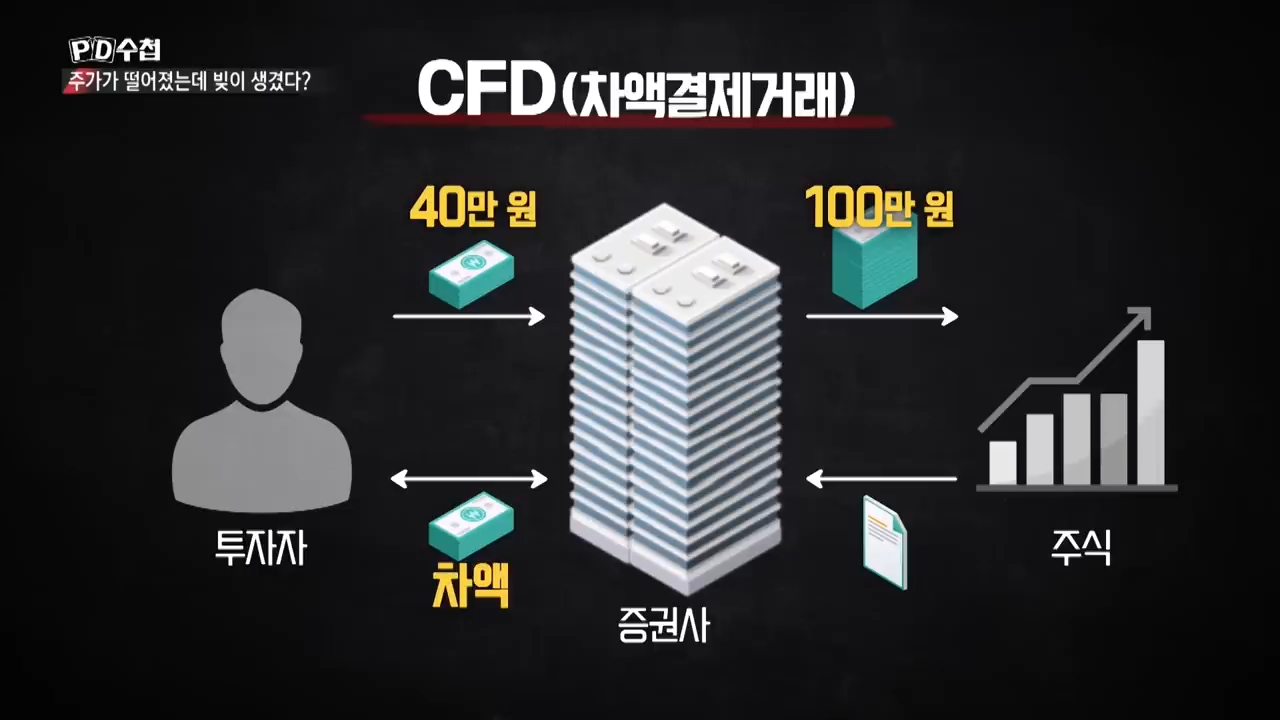 PD수첩
주가가 떨어졌는데 빚이 생겼다?
CFD(차액결제거래)
40만 원
100만 원
차액
투자자
증권사
주식